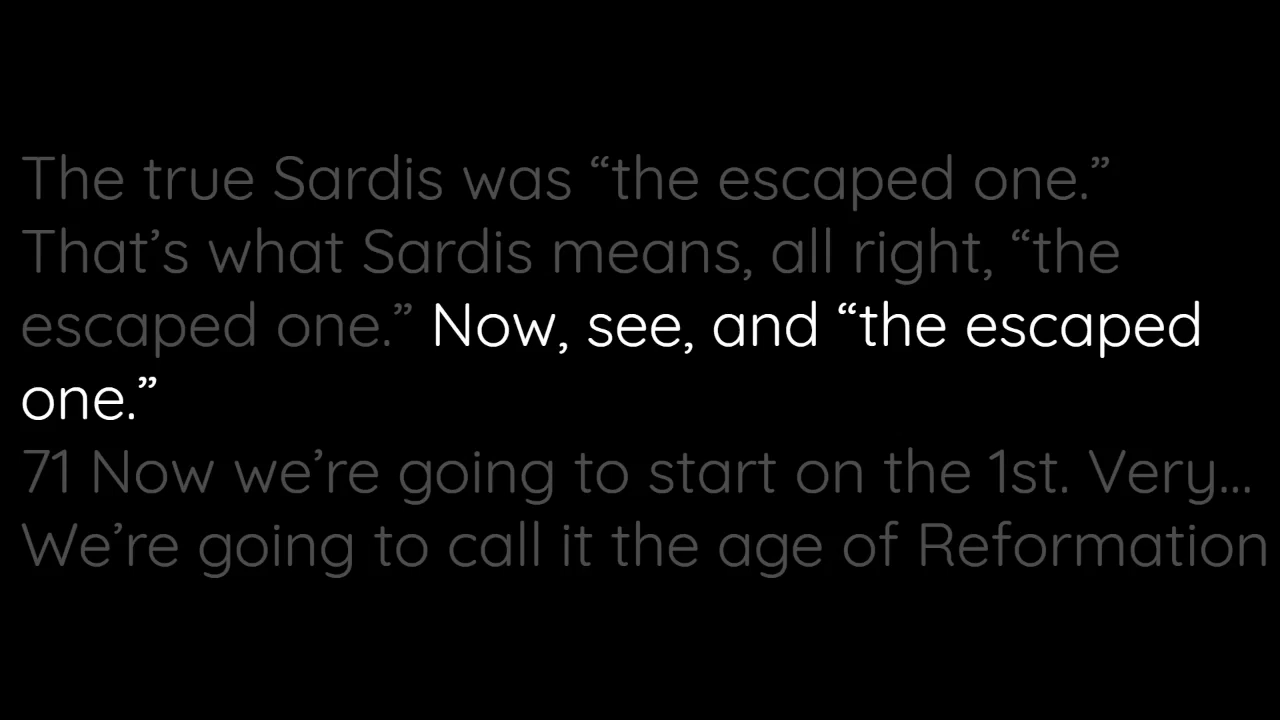 The true Sardis was “the escaped one.”
That’s what Sardis means, all right, “the
escaped one.” Now, see, and “the escaped
one.”
71 Now we’re going to start on the 1st. Very...
We’re going to call it the age of Reformation